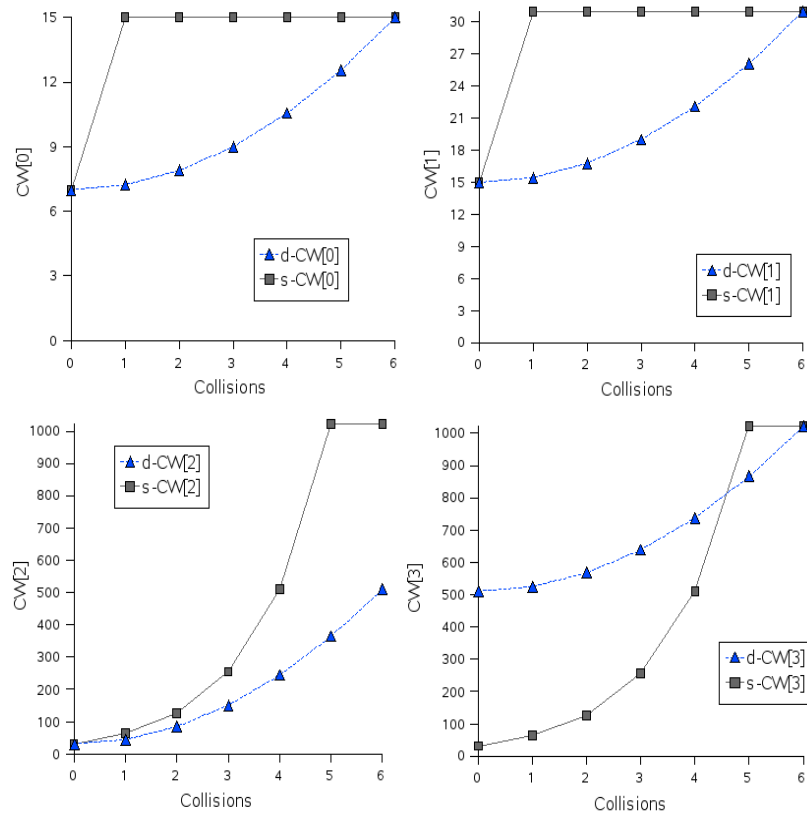 15
12
9
6
3
0
CW[0]
d-CW[0]
s-CW[0]
0 1 2 3 4 5 6
Collisions
30
27
24
21
18
15
12
9
6
3
0
CW[1]
d-CW[1]
s-CW[1]
0 1 2 3 4 5 6
Collisions
1000
900
800
700
600
500
400
300
200
100
0
CW[2]
d-CW[2]
s-CW[2]
0 1 2 3 4 5 6
Collisions
1000
900
800
700
600
500
400
300
200
100
0
CW[3]
d-CW[3]
s-CW[3]
0 1 2 3 4 5 6
Collisions